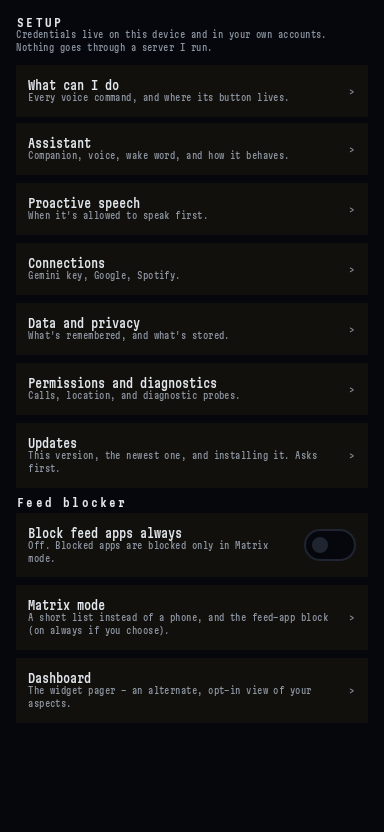 SETUP
Credentials live on this device and in your own accounts.
Nothing goes through a server I run.
What can I do
Every voice command, and where its button lives.
>
Assistant
Companion, voice, wake word, and how it behaves.
>
Proactive speech
When it's allowed to speak first.
>
Connections
Gemini key, Google, Spotify.
>
Data and privacy
What's remembered, and what's stored.
>
Permissions and diagnostics
Calls, location, and diagnostic probes.
>
Updates
This version, the newest one, and installing it. Asks
first.
>
Feed blocker
Block feed apps always
Off. Blocked apps are blocked only in Matrix
mode.
Matrix mode
A short list instead of a phone, and the feed-app block
(on always if you choose).
>
Dashboard
The widget pager - an alternate, opt-in view of your
aspects.
>